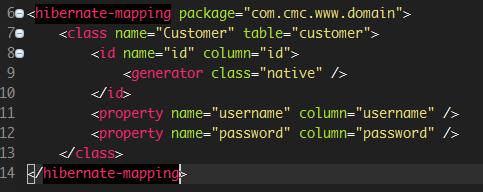 6 <hibernate-mapping package="com.cmc.www.domain">
7     <class name="Customer" table="customer">
8         <id name="id" column="id">
9             <generator class="native" />
10         </id>
11         <property name="username" column="username" />
12         <property name="password" column="password" />
13     </class>
14 </hibernate-mapping>